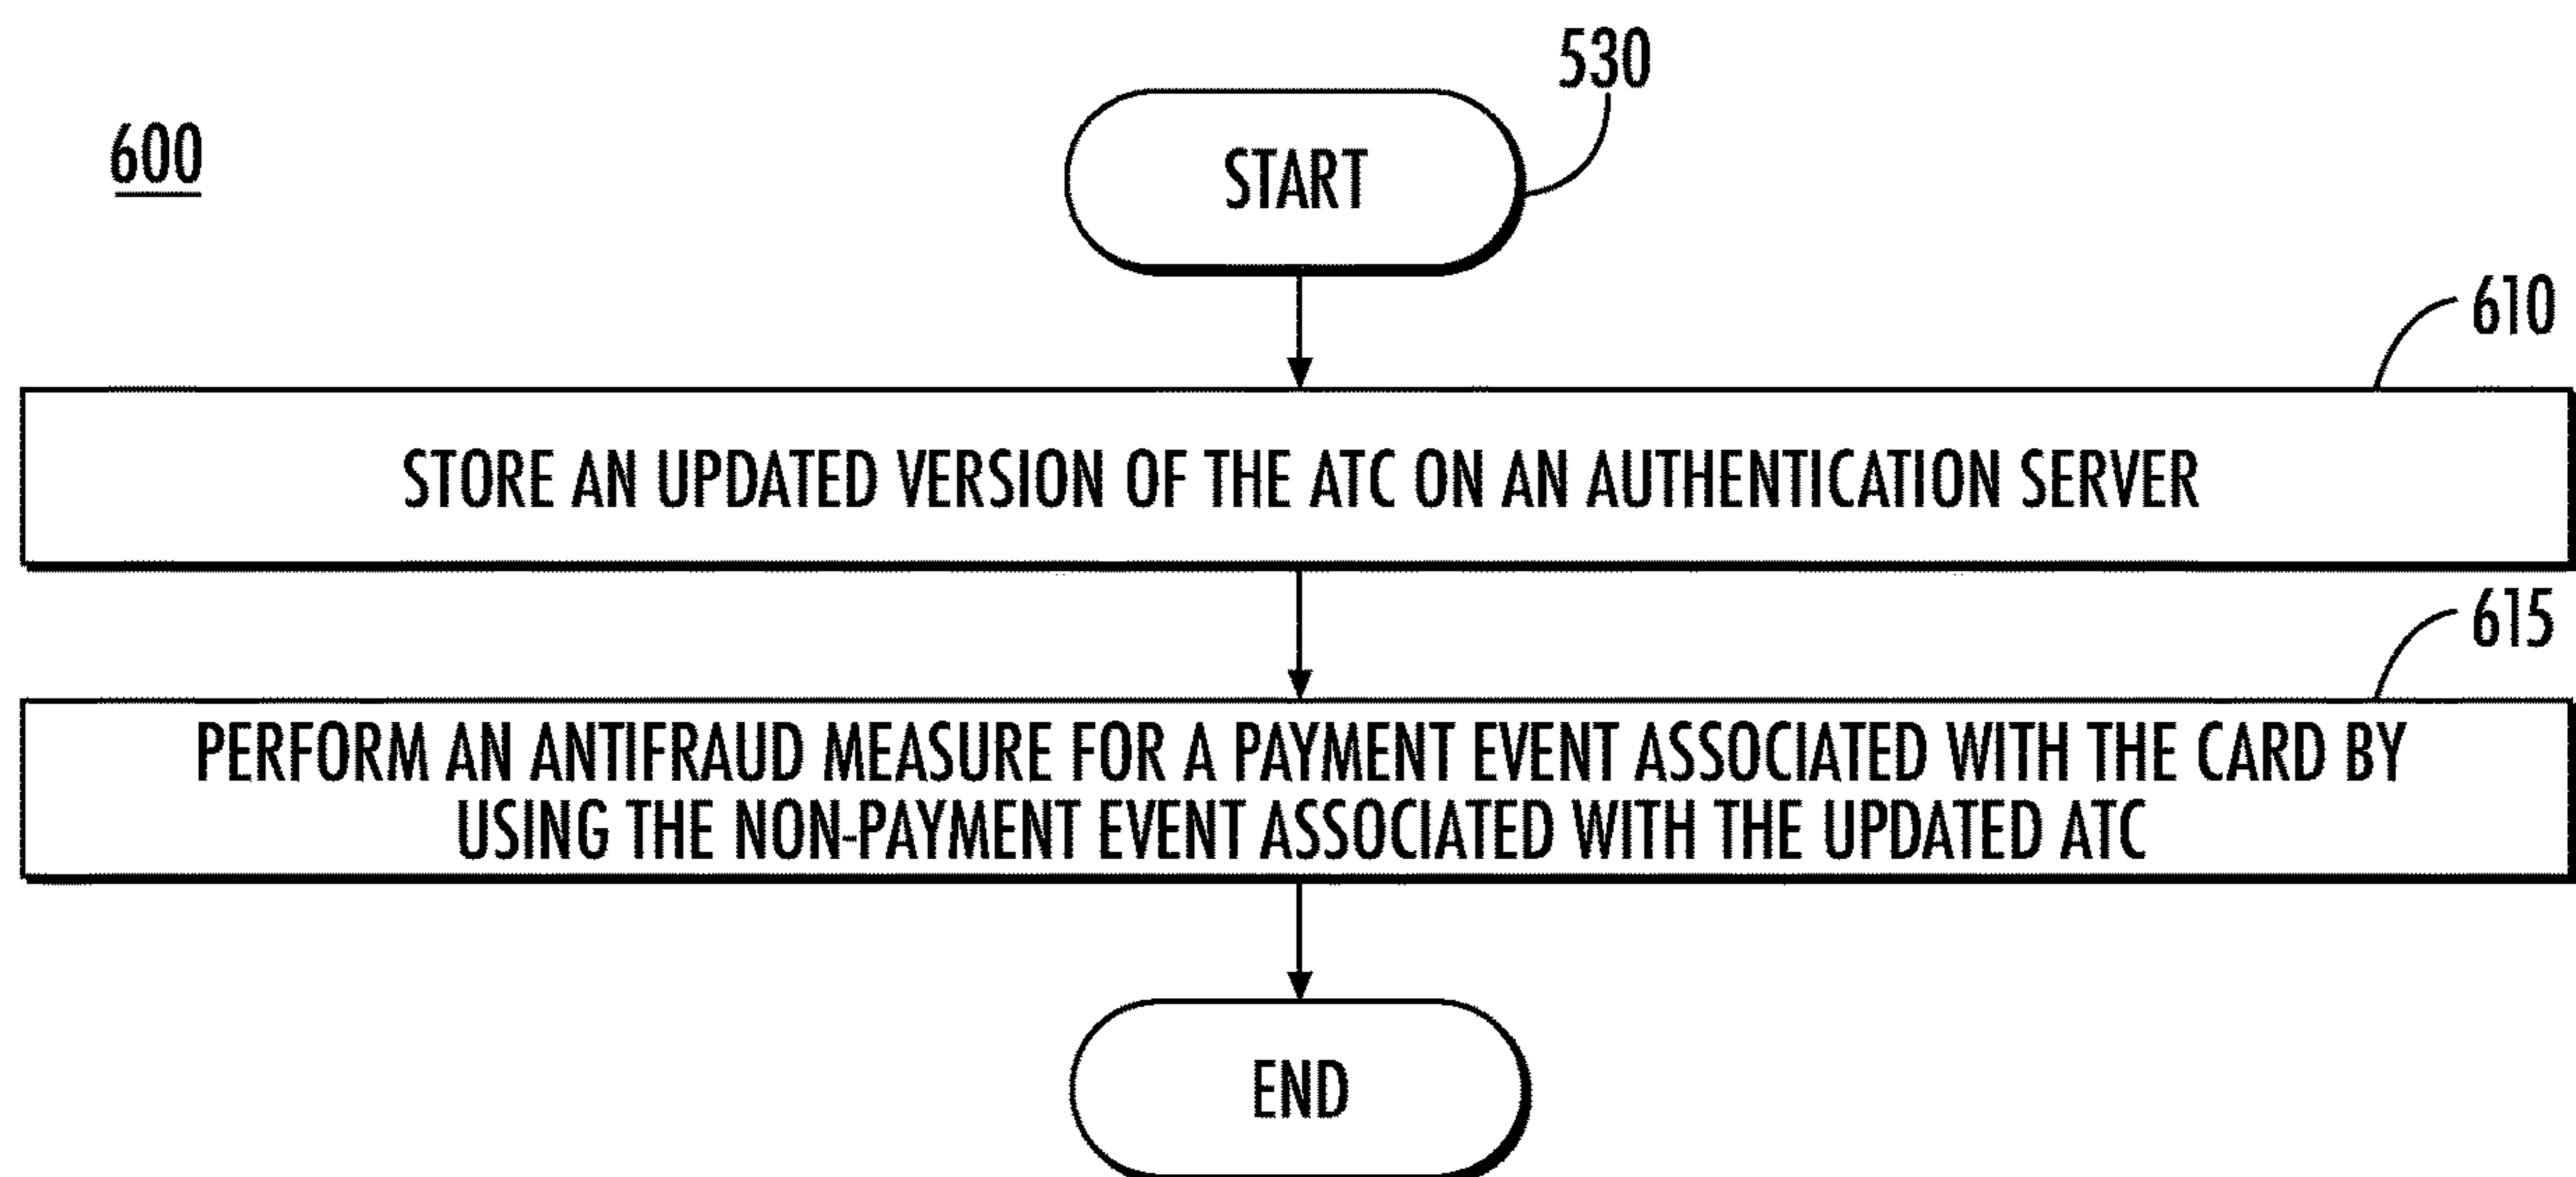 530
600
START
610
STORE AN UPDATED VERSION OF THE ATC ON AN AUTHENTICATION SERVER
615
PERFORM AN ANTIFRAUD MEASURE FOR A PAYMENT EVENT ASSOCIATED WITH THE CARD BY
USING THE NON-PAYMENT EVENT ASSOCIATED WITH THE UPDATED ATC
END